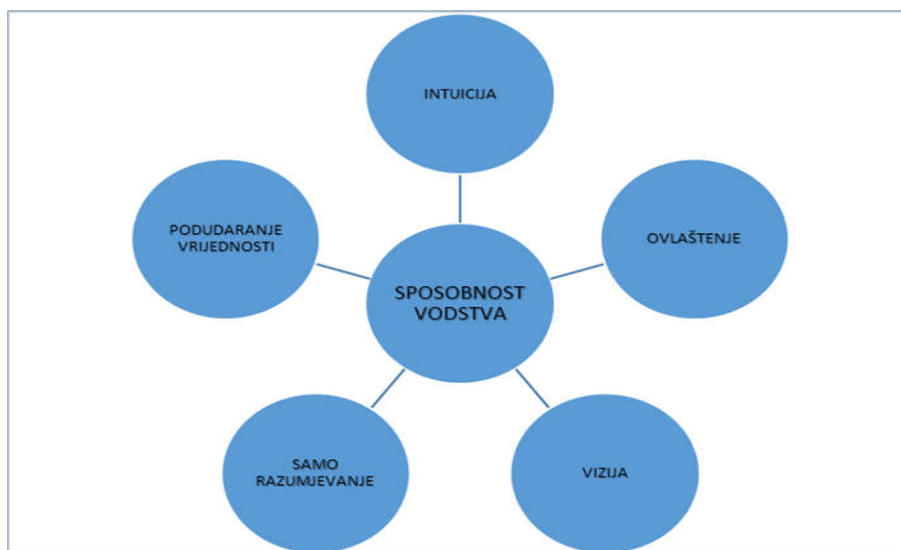 INTUICIJA
PODUDARANJE
VRIJEDNOSTI
OVLAŠTENJE
SPOSOBNOST
VODSTVA
SAMO
RAZUMJEVANJE
VIZIJA